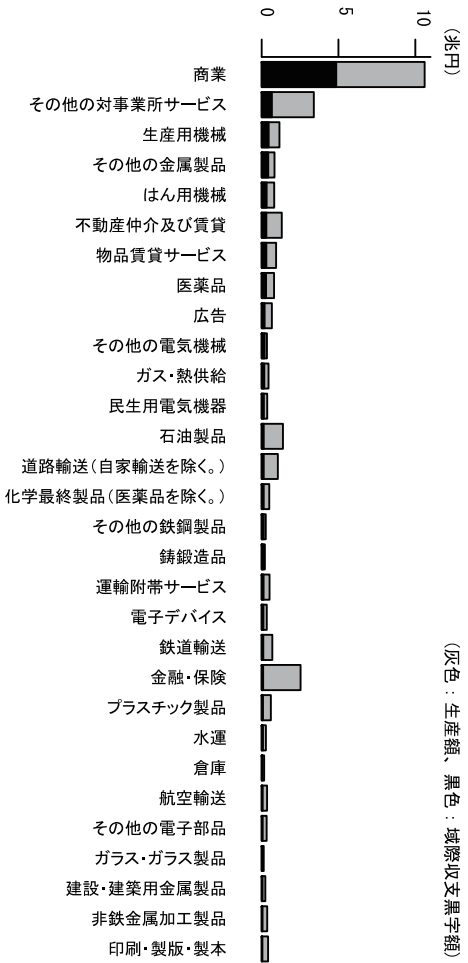 (兆円)
0
5
10
商業
その他の対事業所サービス
生産用機械
その他の金属製品
はん用機械
不動産仲介及び賃貸
物品賃貸サービス
医薬品
広告
その他の電気機械
ガス・熱供給
民生用電気機器
石油製品
道路輸送(自家輸送を除く。)
化学最終製品(医薬品を除く。)
その他の鉄鋼製品
鋳鍛造品
運輸附帯サービス
電子デバイス
鉄道輸送
金融・保険
プラスチック製品
水運
倉庫
航空輸送
その他の電子部品
ガラス・ガラス製品
建設・建築用金属製品
非鉄金属加工製品
印刷・製版・製本
(灰色:生産額、黒色:域際収支黒字額)